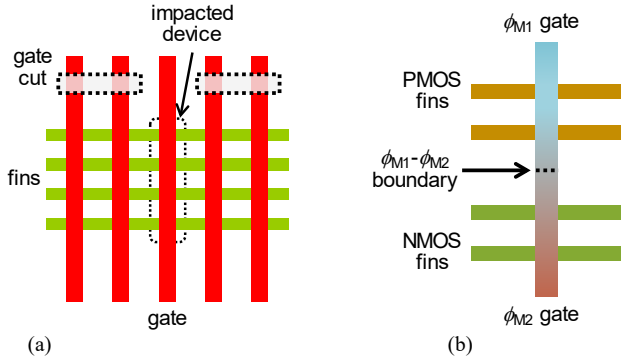 impacted
device
gate
cut
fins
gate
(a)
ϕM1 gate
PMOS
fins
ϕM1-ϕM2
boundary
NMOS
fins
ϕM2 gate
(b)